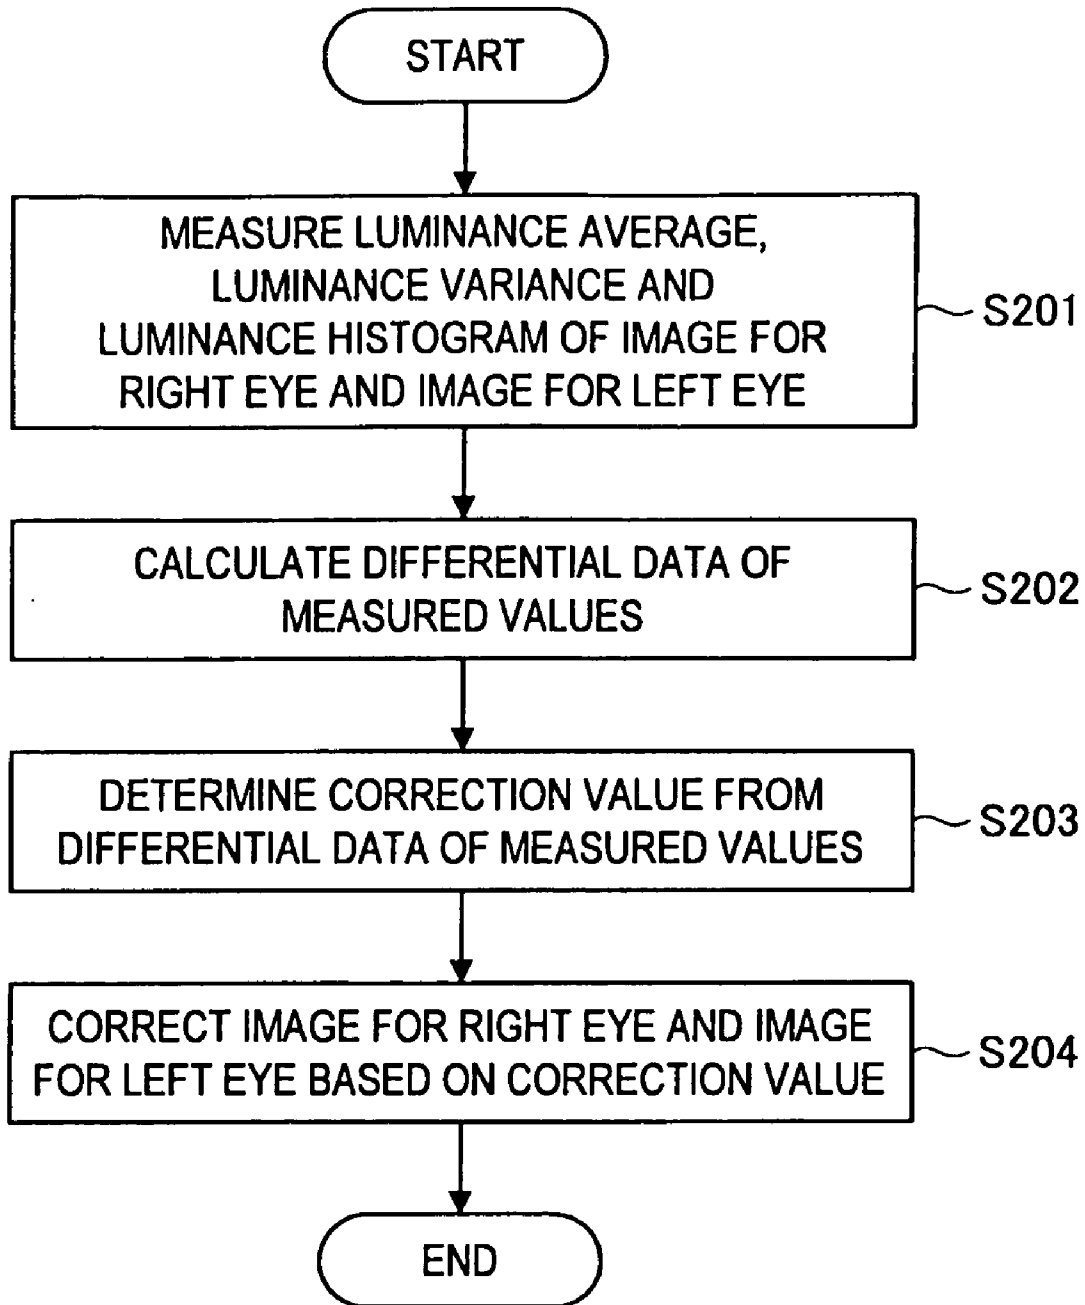 START
MEASURE LUMINANCE AVERAGE,
LUMINANCE VARIANCE AND
LUMINANCE HISTOGRAM OF IMAGE FOR
RIGHT EYE AND IMAGE FOR LEFT EYE
S201
CALCULATE DIFFERENTIAL DATA OF
MEASURED VALUES
S202
DETERMINE CORRECTION VALUE FROM
DIFFERENTIAL DATA OF MEASURED VALUES
S203
CORRECT IMAGE FOR RIGHT EYE AND IMAGE
FOR LEFT EYE BASED ON CORRECTION VALUE
S204
END